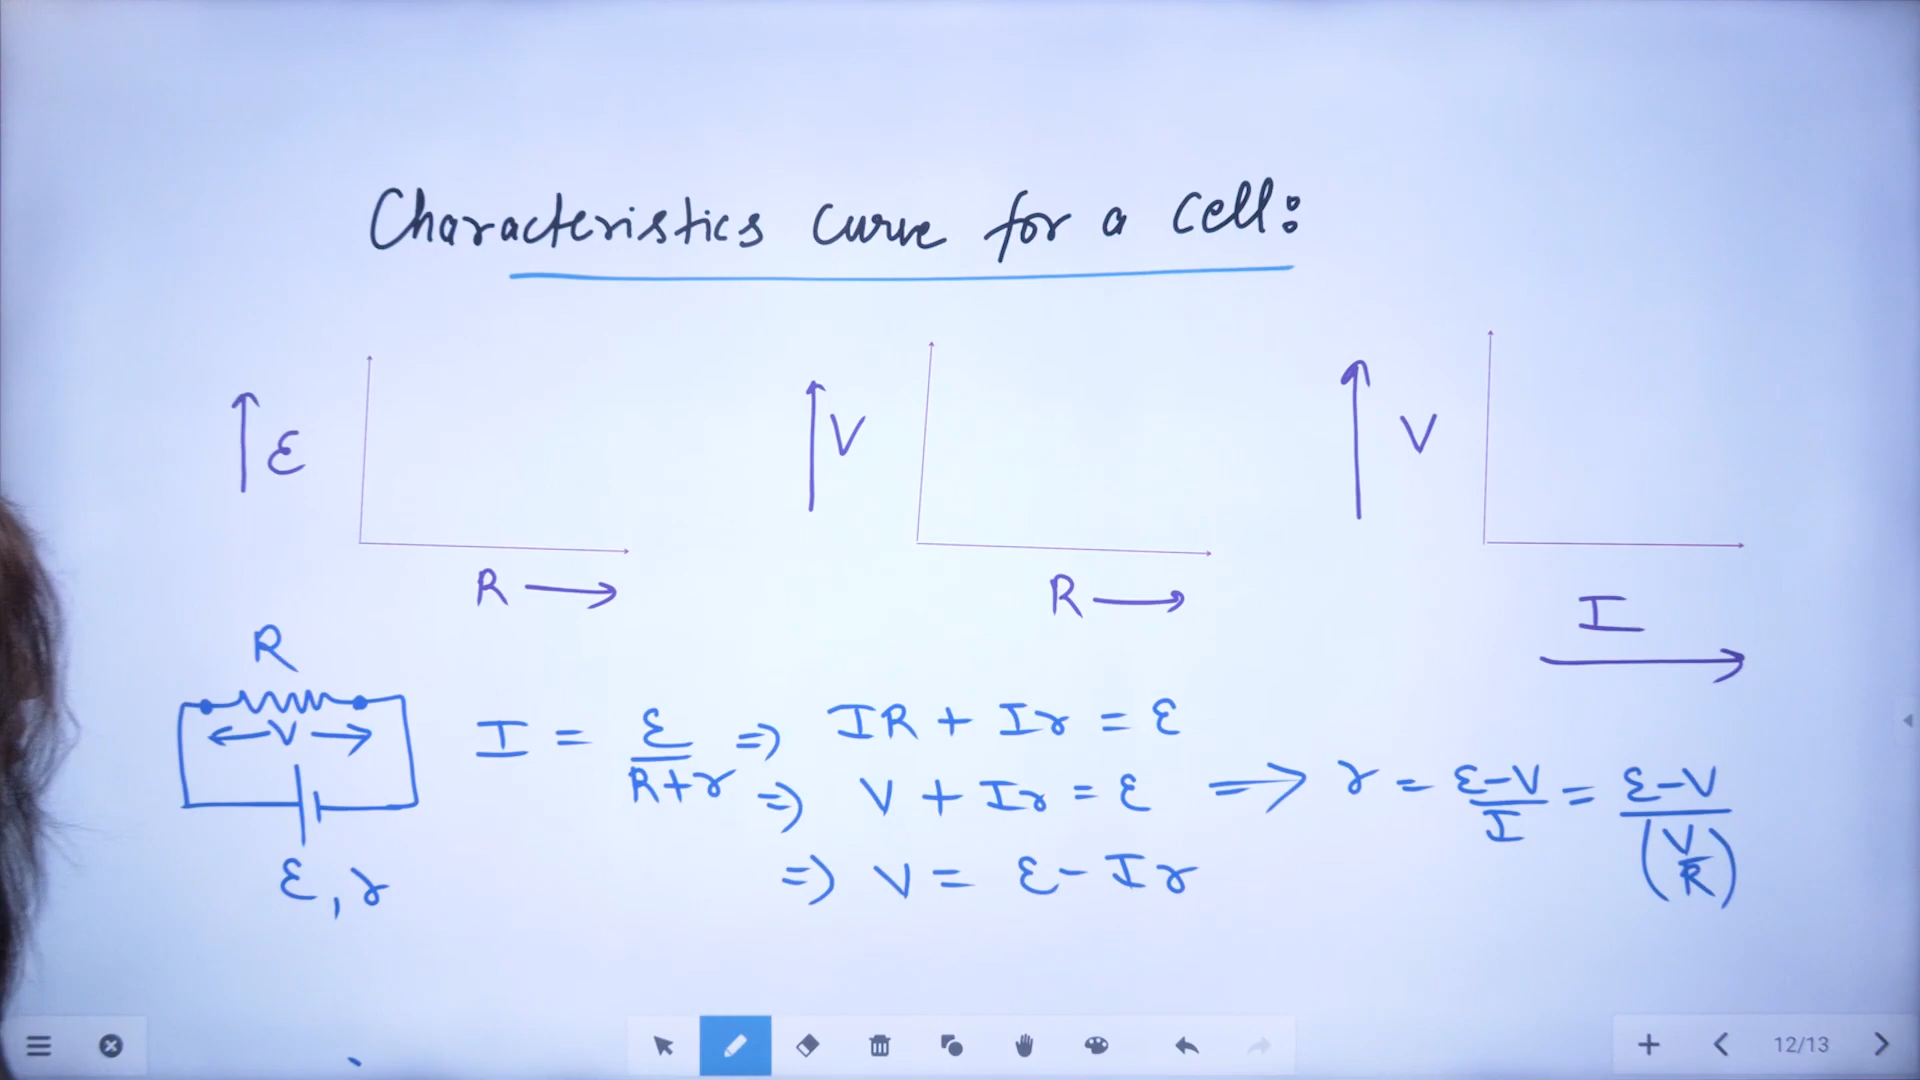 Characteristics Curve for a Cell:
ε
R
V
R
V
I
R
V
ε, r
I = ε/(R+r) ⇒ IR + Ir = ε
⇒ V + Ir = ε ⟹ r = (ε-V)/I = (ε-V)/(V/R)
⇒ V = ε - Ir
12/13